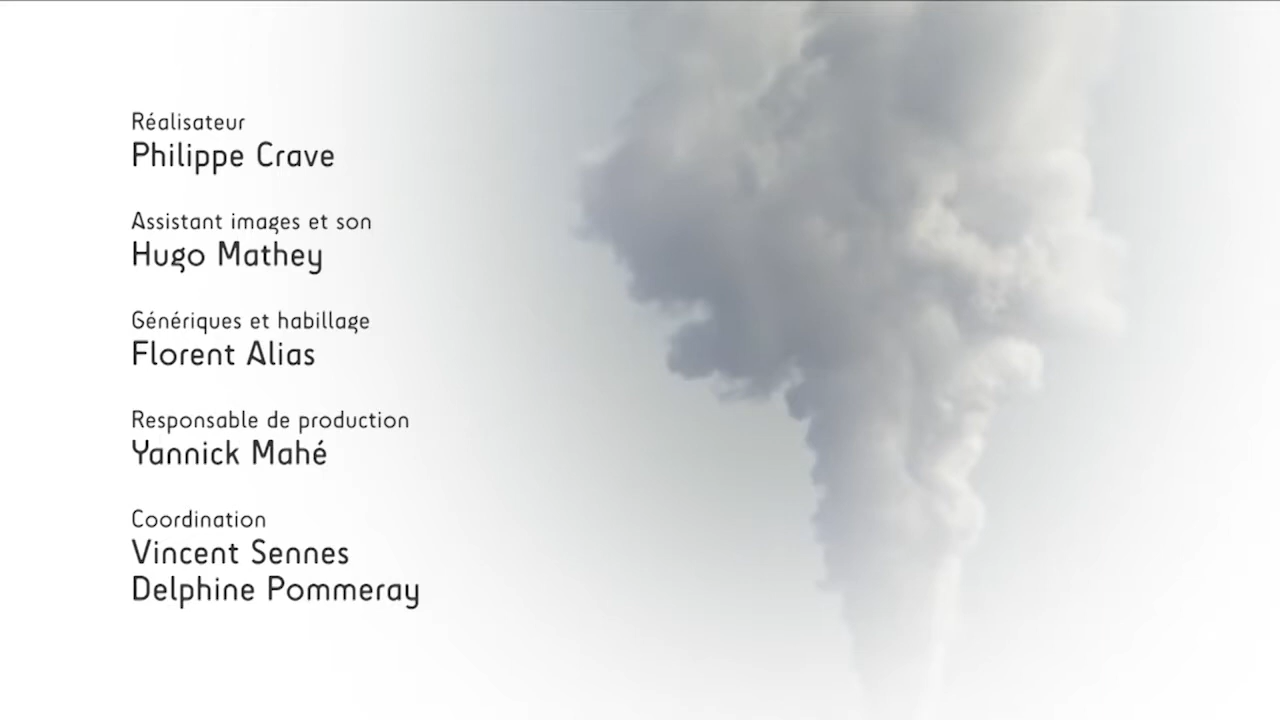 Réalisateur
Philippe Crave
Assistant images et son
Hugo Mathey
Génériques et habillage
Florent Alias
Responsable de production
Yannick Mahé
Coordination
Vincent Sennes
Delphine Pommeray